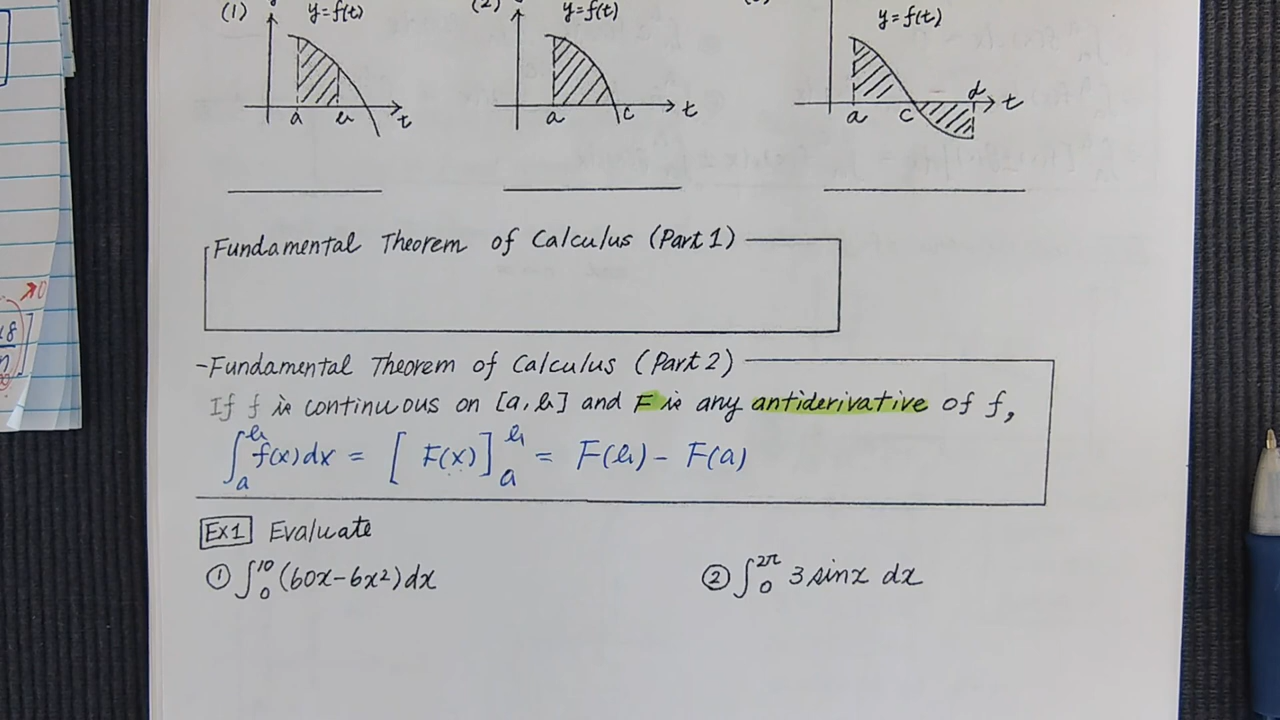 (1) y=f(t) (2) y=f(t) y=f(t)
a b t a c t a c d t
Fundamental Theorem of Calculus (Part 1)
Fundamental Theorem of Calculus (Part 2)
If f is continuous on [a,b] and F is any antiderivative of f,
∫_a^b f(x)dx = [ F(x) ]_a^b = F(b) - F(a)
Ex1 Evaluate
① ∫_0^10 (60x-6x²)dx ② ∫_0^2π 3 sinx dx